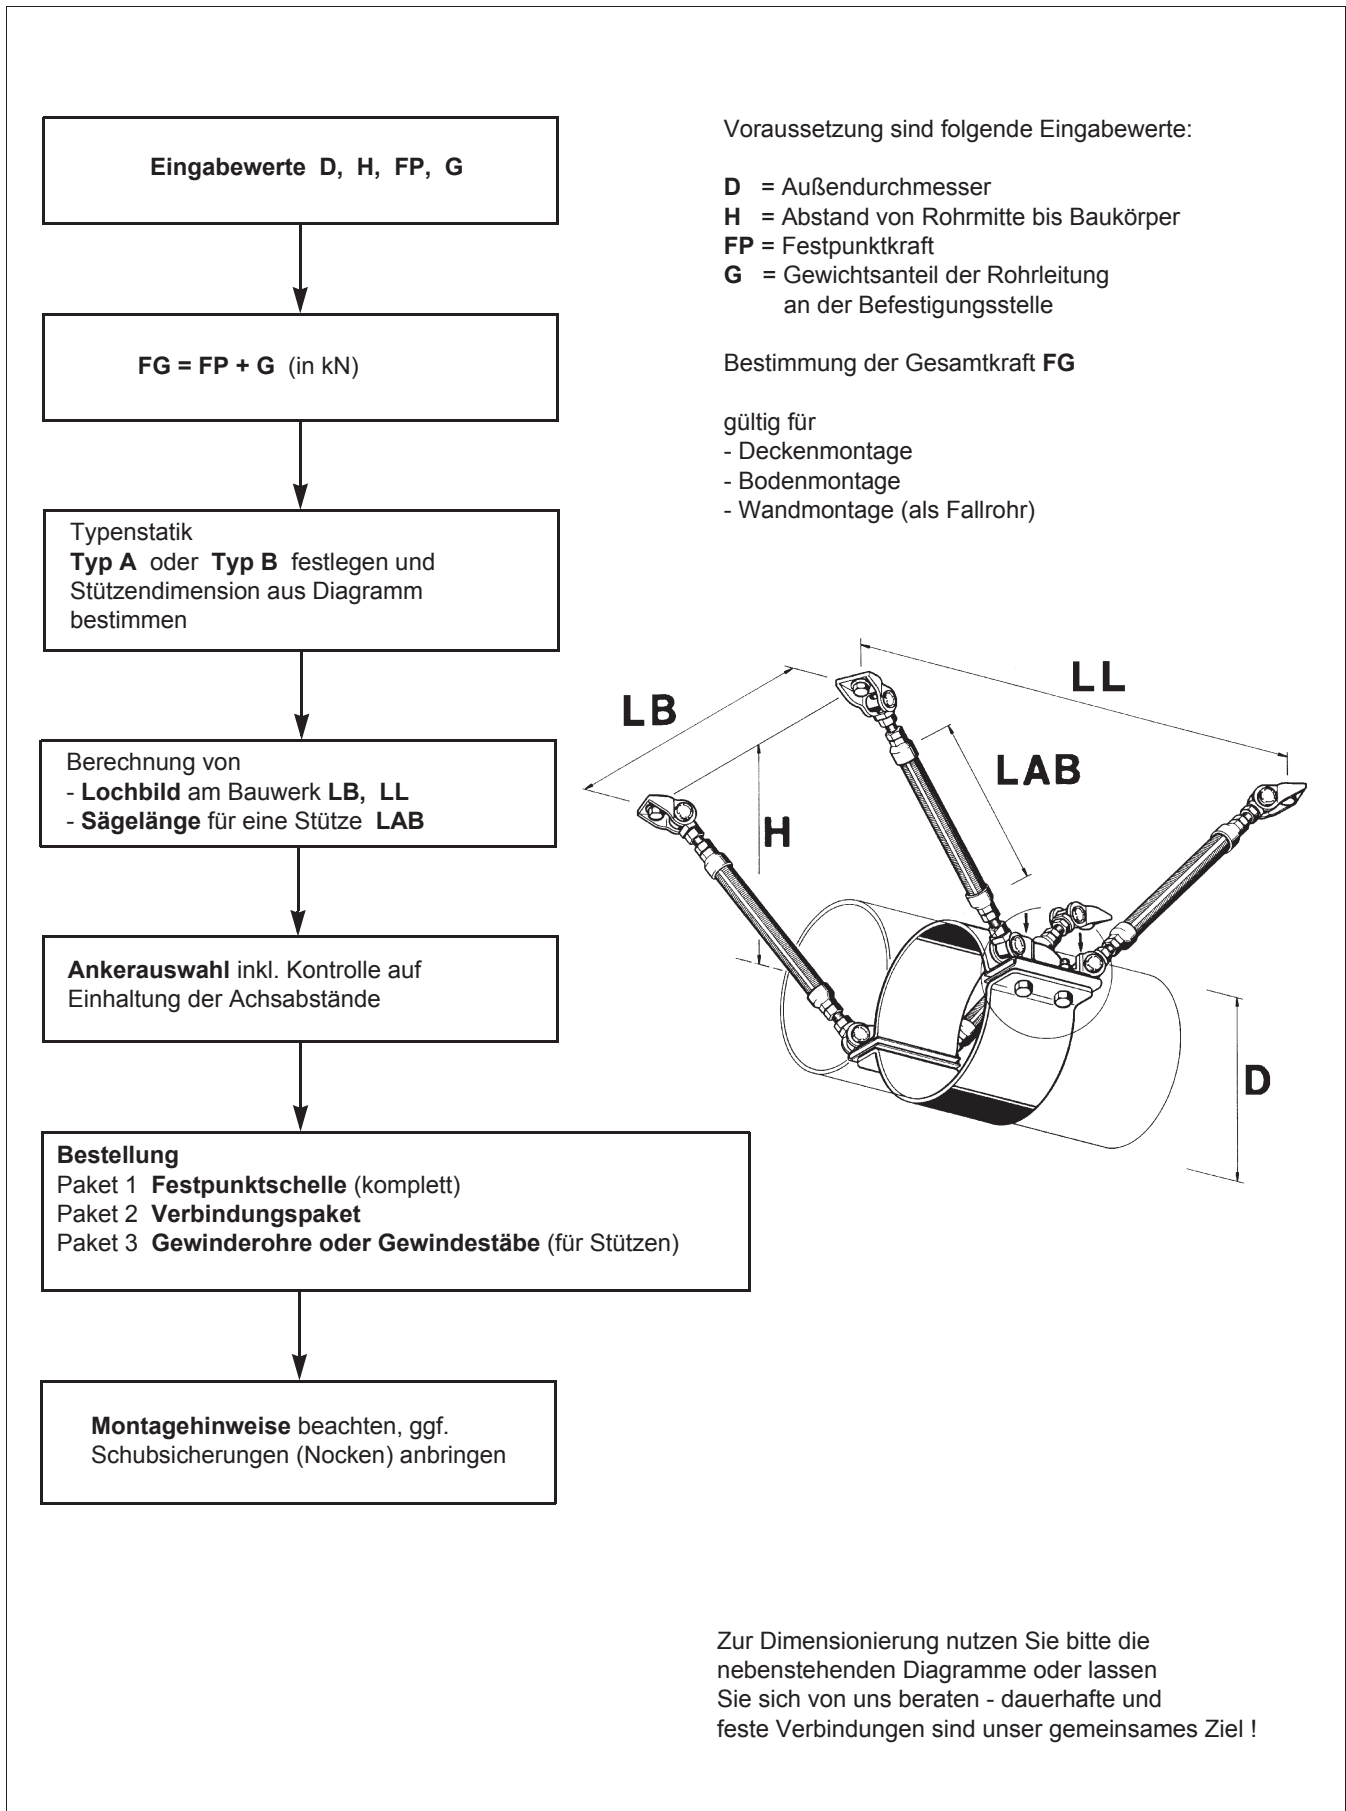 Eingabewerte D, H, FP, G
FG = FP + G (in kN)
Typenstatik
Typ A oder Typ B festlegen und
Stützendimension aus Diagramm
bestimmen
Berechnung von
- Lochbild am Bauwerk LB, LL
- Sägelänge für eine Stütze LAB
Ankerauswahl inkl. Kontrolle auf
Einhaltung der Achsabstände
Bestellung
Paket 1 Festpunktschelle (komplett)
Paket 2 Verbindungspaket
Paket 3 Gewinderohre oder Gewindestäbe (für Stützen)
Montagehinweise beachten, ggf.
Schubsicherungen (Nocken) anbringen
Voraussetzung sind folgende Eingabewerte:
D = Außendurchmesser
H = Abstand von Rohrmitte bis Baukörper
FP = Festpunktkraft
G = Gewichtsanteil der Rohrleitung
an der Befestigungsstelle
Bestimmung der Gesamtkraft FG
gültig für
- Deckenmontage
- Bodenmontage
- Wandmontage (als Fallrohr)
LB
LL
LAB
H
D
Zur Dimensionierung nutzen Sie bitte die
nebenstehenden Diagramme oder lassen
Sie sich von uns beraten - dauerhafte und
feste Verbindungen sind unser gemeinsames Ziel !